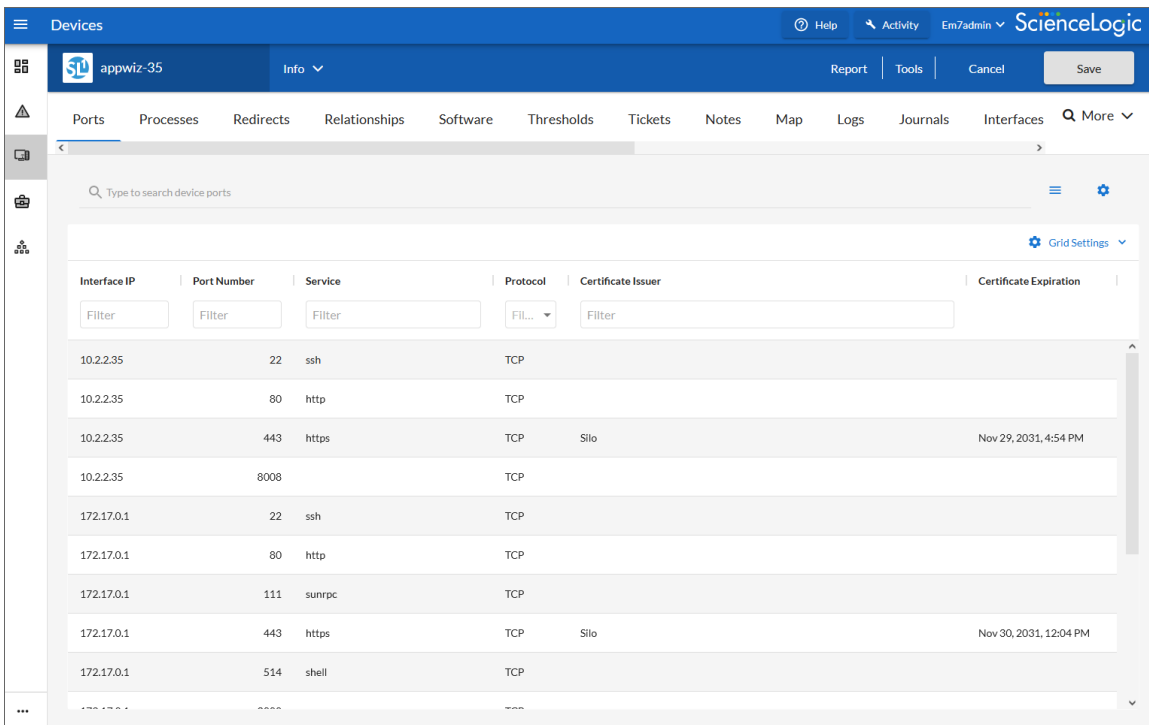 Devices Help Activity Em7admin ScienceLogic
SL appwiz-35 Info Report Tools Cancel Save
Ports Processes Redirects Relationships Software Thresholds Tickets Notes Map Logs Journals Interfaces More
Type to search device ports
Grid Settings
Interface IP Port Number Service Protocol Certificate Issuer Certificate Expiration
Filter Filter Filter Fil... Filter
10.2.2.35 22 ssh TCP
10.2.2.35 80 http TCP
10.2.2.35 443 https TCP Silo Nov 29, 2031, 4:54 PM
10.2.2.35 8008 TCP
172.17.0.1 22 ssh TCP
172.17.0.1 80 http TCP
172.17.0.1 111 sunrpc TCP
172.17.0.1 443 https TCP Silo Nov 30, 2031, 12:04 PM
172.17.0.1 514 shell TCP